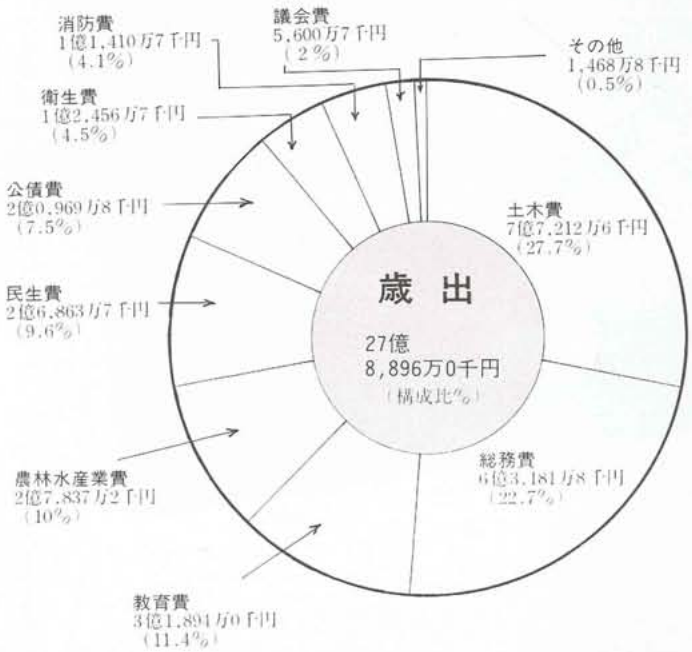 消防費
1億1,410万7千円
(4.1%)
議会費
5,600万7千円
(2%)
その他
1,468万8千円
(0.5%)
衛生費
1億2,456万7千円
(4.5%)
公債費
2億0,969万8千円
(7.5%)
土木費
7億7,212万6千円
(27.7%)
歳出
27億
8,896万0千円
(構成比%)
民生費
2億6,863万7千円
(9.6%)
農林水産業費
2億7,837万2千円
(10%)
総務費
6億3,181万8千円
(22.7%)
教育費
3億1,894万0千円
(11.4%)